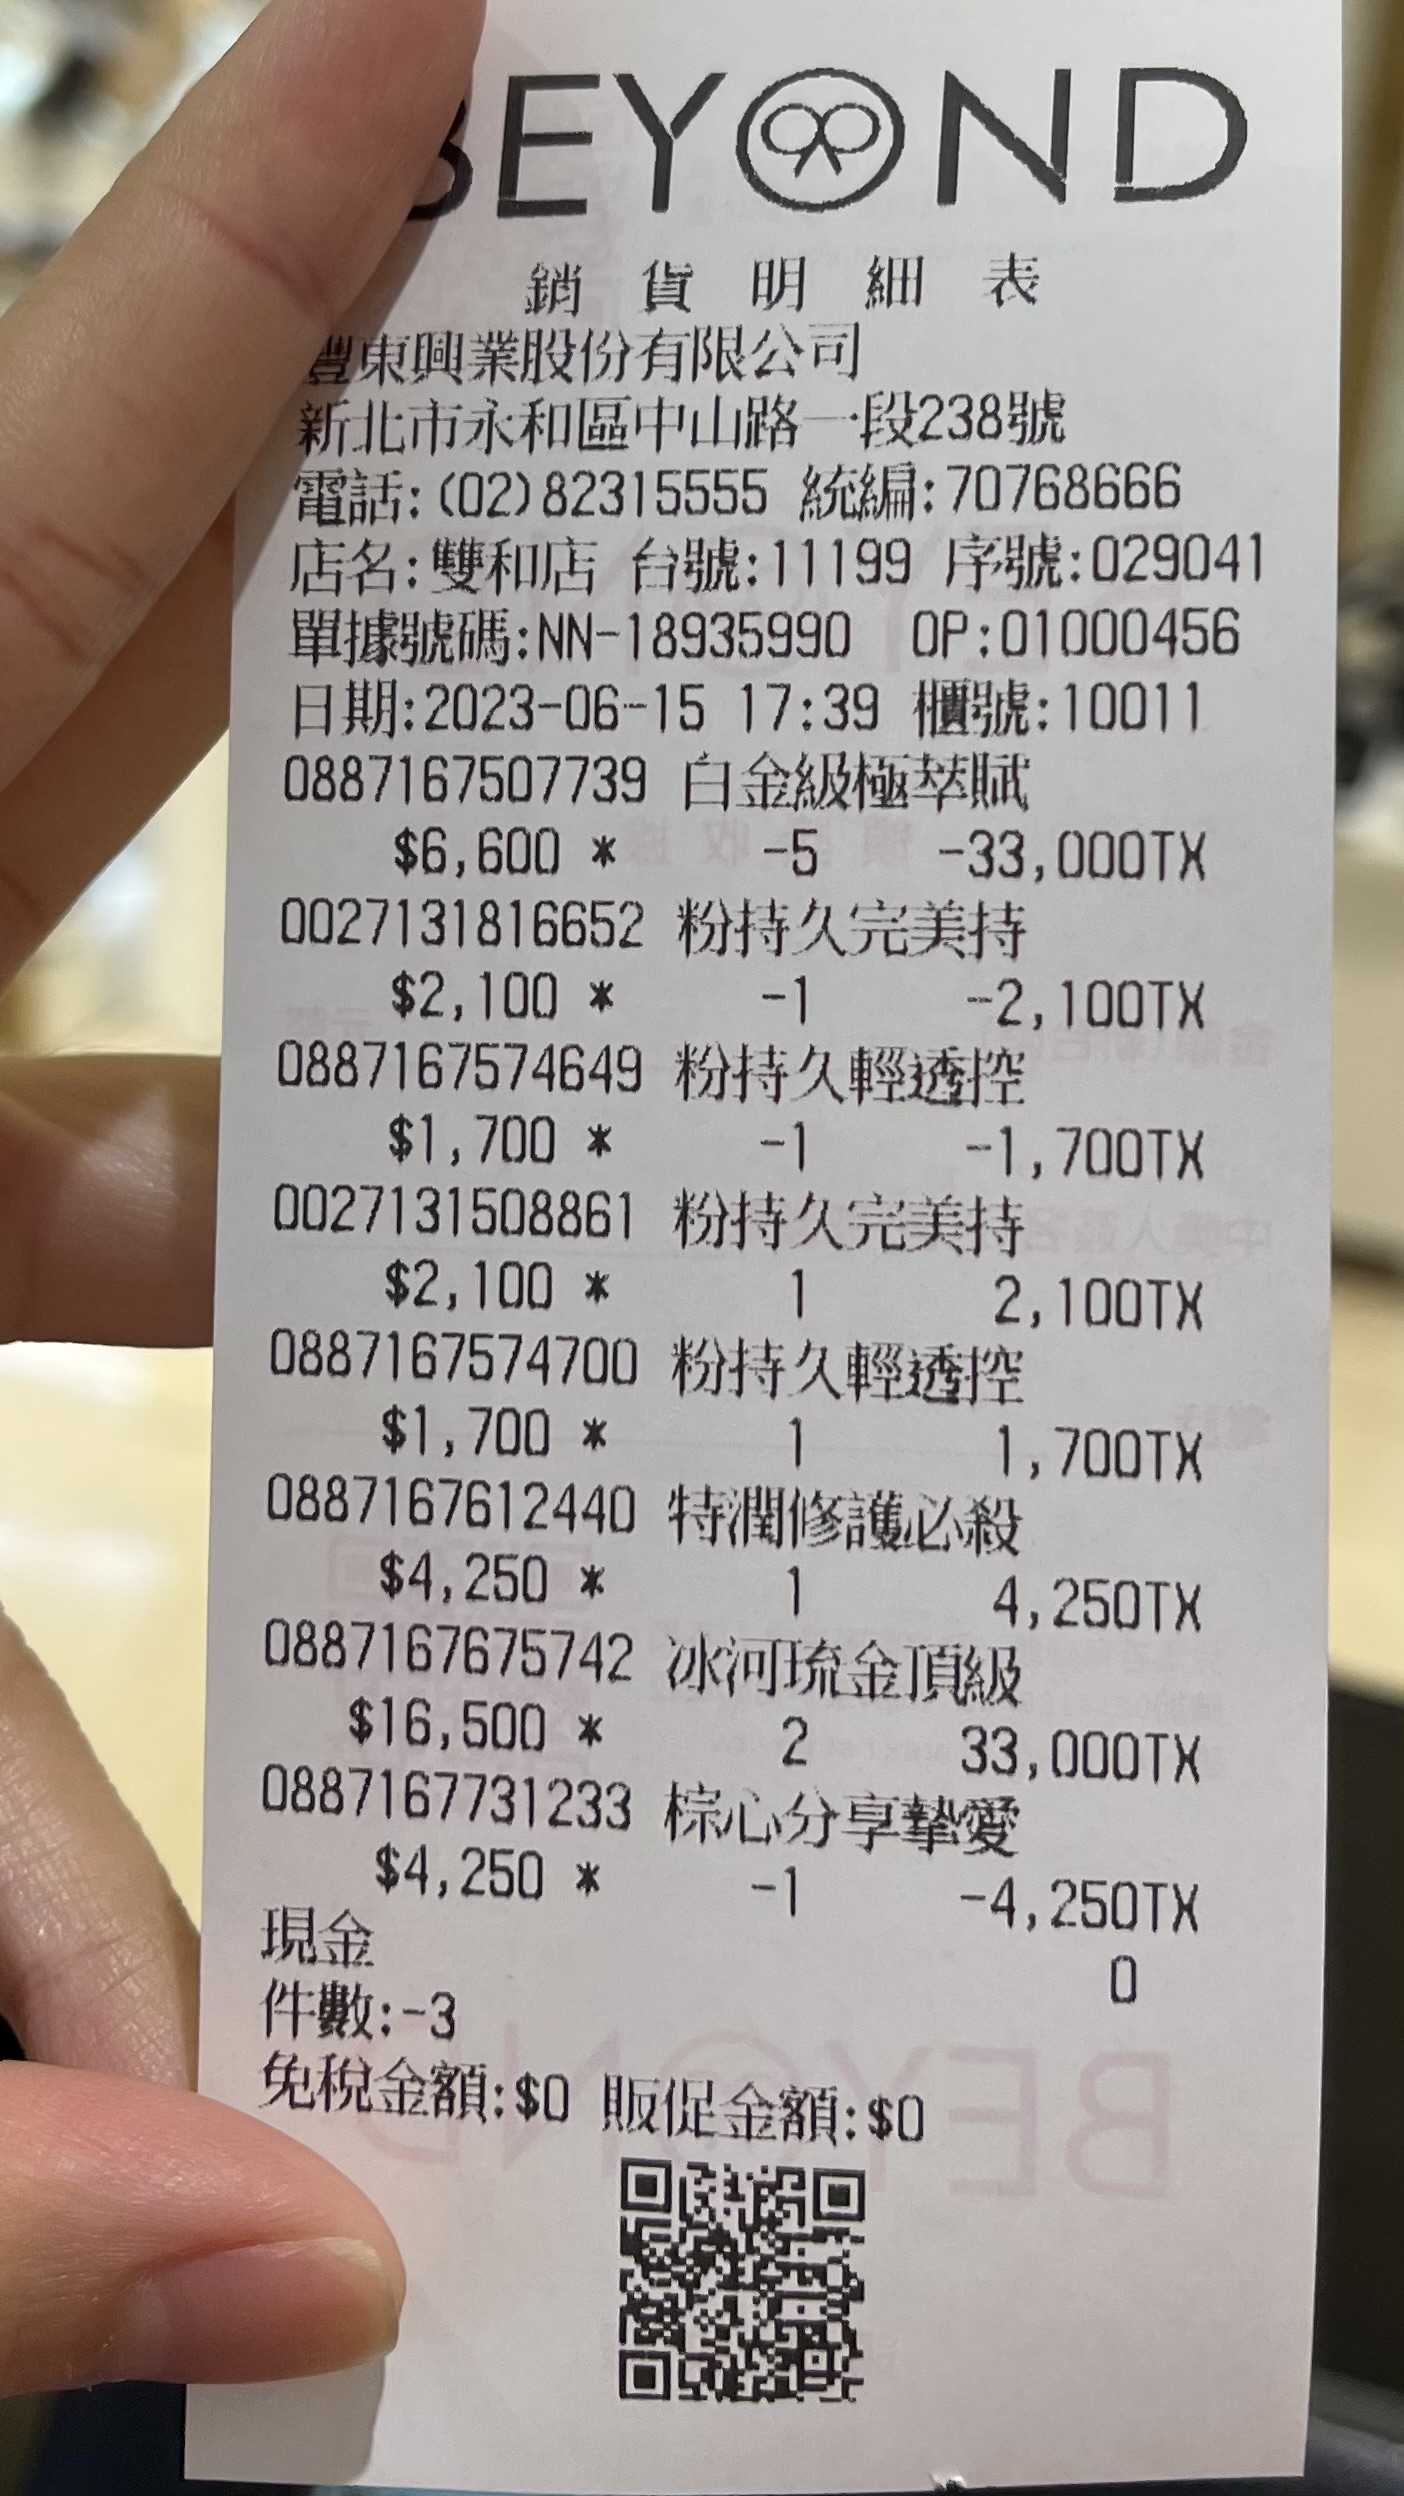 BEYOND
銷貨明細表
豐東興業股份有限公司
新北市永和區中山路一段238號
電話:(02)82315555 統編:70768666
店名:雙和店 台號:11199 序號:029041
單據號碼:NN-18935990 OP:01000456
日期:2023-06-15 17:39 櫃號:10011
0887167507739 白金級極萃賦
$6,600 * -5 -33,000TX
0027131816652 粉持久完美持
$2,100 * -1 -2,100TX
0887167574649 粉持久輕透控
$1,700 * -1 -1,700TX
0027131508861 粉持久完美持
$2,100 * 1 2,100TX
0887167574700 粉持久輕透控
$1,700 * 1 1,700TX
0887167612440 特潤修護必殺
$4,250 * 1 4,250TX
0887167675742 冰河琉金頂級
$16,500 * 2 33,000TX
0887167731233 棕心分享摯愛
$4,250 * -1 -4,250TX
現金 0
件數:-3
免稅金額:$0 販促金額:$0